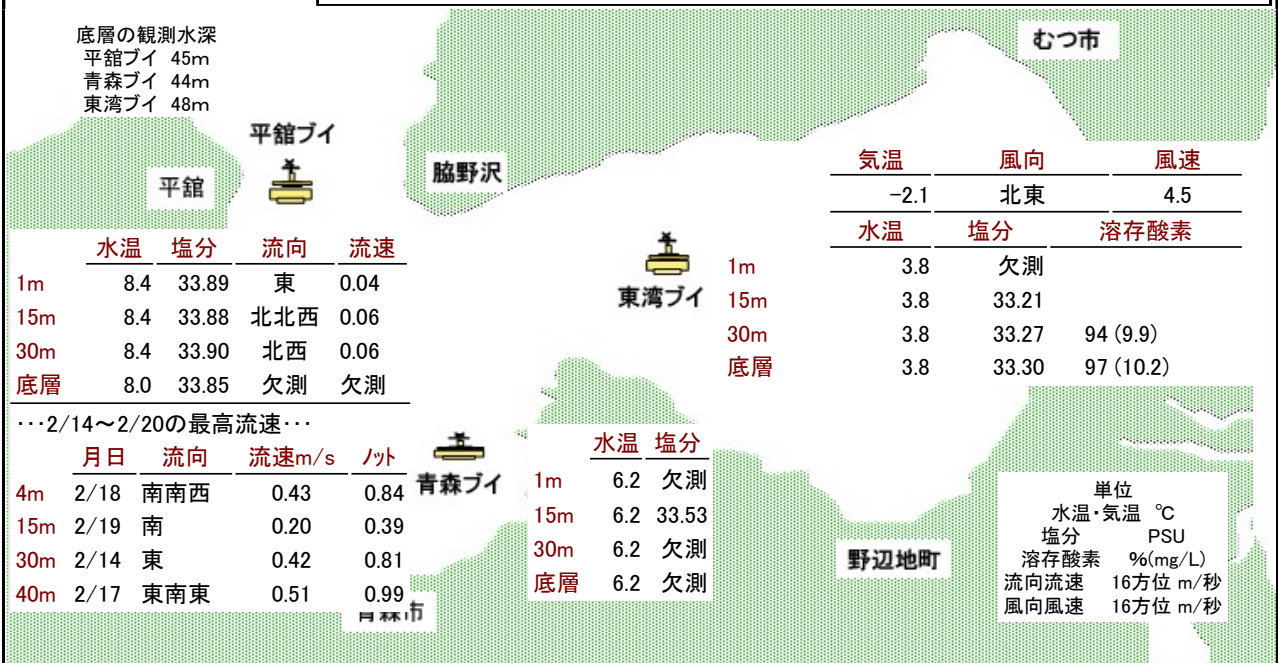 底層の観測水深
平舘ブイ 45m
青森ブイ 44m
東湾ブイ 48m
むつ市
平舘ブイ
平舘
脇野沢
気温 風向 風速
-2.1 北東 4.5
水温 塩分 溶存酸素
1m 3.8 欠測
15m 3.8 33.21
30m 3.8 33.27 94 (9.9)
底層 3.8 33.30 97 (10.2)
東湾ブイ
水温 塩分 流向 流速
1m 8.4 33.89 東 0.04
15m 8.4 33.88 北北西 0.06
30m 8.4 33.90 北西 0.06
底層 8.0 33.85 欠測 欠測
…2/14～2/20の最高流速…
月日 流向 流速m/s ノット
4m 2/18 南南西 0.43 0.84
15m 2/19 南 0.20 0.39
30m 2/14 東 0.42 0.81
40m 2/17 東南東 0.51 0.99
青森ブイ
水温 塩分
1m 6.2 欠測
15m 6.2 33.53
30m 6.2 欠測
底層 6.2 欠測
青森市
野辺地町
単位
水温・気温 ℃
塩分 PSU
溶存酸素 %(mg/L)
流向流速 16方位 m/秒
風向風速 16方位 m/秒